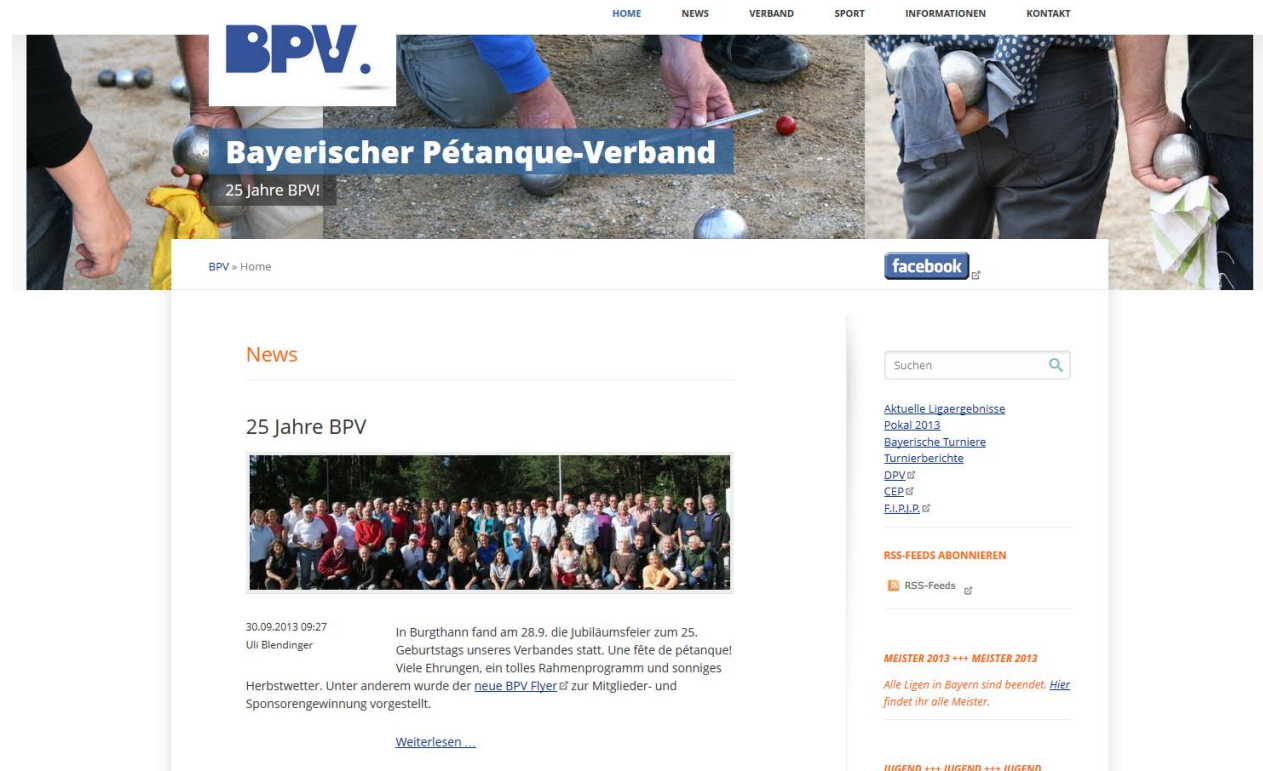 HOME NEWS VERBAND SPORT INFORMATIONEN KONTAKT
BPV.
Bayerischer Pétanque-Verband
25 Jahre BPV!
BPV » Home
facebook
News
25 Jahre BPV
30.09.2013 09:27
Uli Blendinger
In Burgthann fand am 28.9. die Jubiläumsfeier zum 25.
Geburtstags unseres Verbandes statt. Une fête de pétanque!
Viele Ehrungen, ein tolles Rahmenprogramm und sonniges
Herbstwetter. Unter anderem wurde der neue BPV Flyer zur Mitglieder- und
Sponsorengewinnung vorgestellt.
Weiterlesen …
Suchen
Aktuelle Ligaergebnisse
Pokal 2013
Bayerische Turniere
Turnierberichte
DPV
CEP
F.I.P.J.P.
RSS-FEEDS ABONNIEREN
RSS-Feeds
MEISTER 2013 +++ MEISTER 2013
Alle Ligen in Bayern sind beendet. Hier
findet ihr alle Meister.
JUGEND +++ JUGEND +++ JUGEND